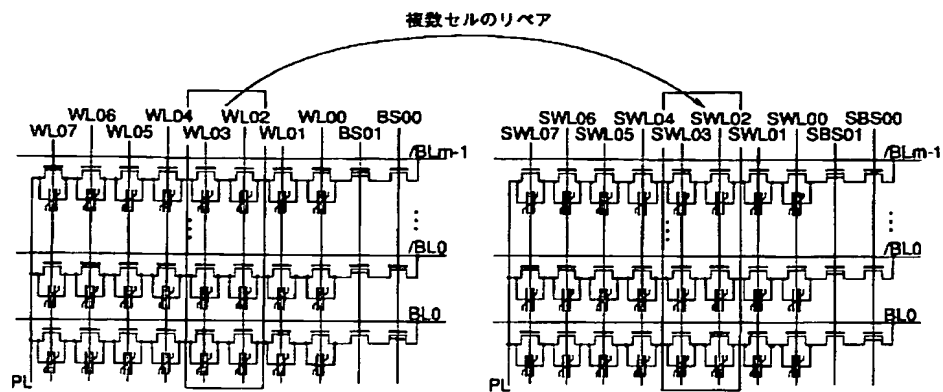 複数セルのリペア
WL06 WL04 WL02 WL00 BS00
WL07 WL05 WL03 WL01 BS01
/BLm-1
/BL0
BL0
PL
SWL06 SWL04 SWL02 SWL00 SBS00
SWL07 SWL05 SWL03 SWL01 SBS01
/BLm-1
/BL0
BL0
PL